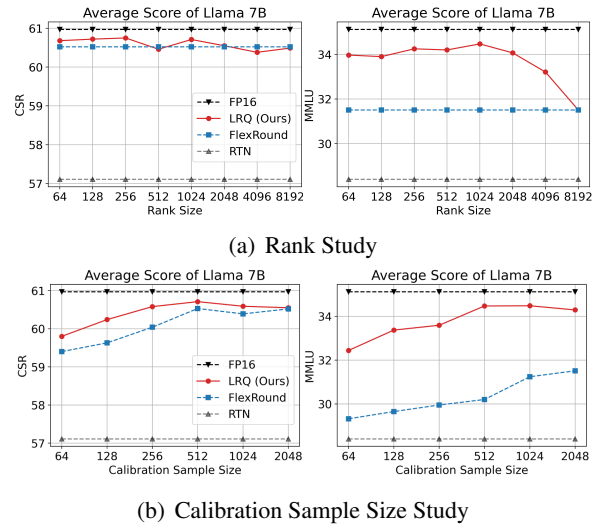 Average Score of Llama 7B
61
60
59
58
57
CSR
FP16
LRQ (Ours)
FlexRound
RTN
64 128 256 512 1024 2048 4096 8192
Rank Size
Average Score of Llama 7B
34
32
30
MMLU
64 128 256 512 1024 2048 4096 8192
Rank Size
(a) Rank Study
Average Score of Llama 7B
61
60
59
58
57
CSR
FP16
LRQ (Ours)
FlexRound
RTN
64 128 256 512 1024 2048
Calibration Sample Size
Average Score of Llama 7B
34
32
30
MMLU
64 128 256 512 1024 2048
Calibration Sample Size
(b) Calibration Sample Size Study